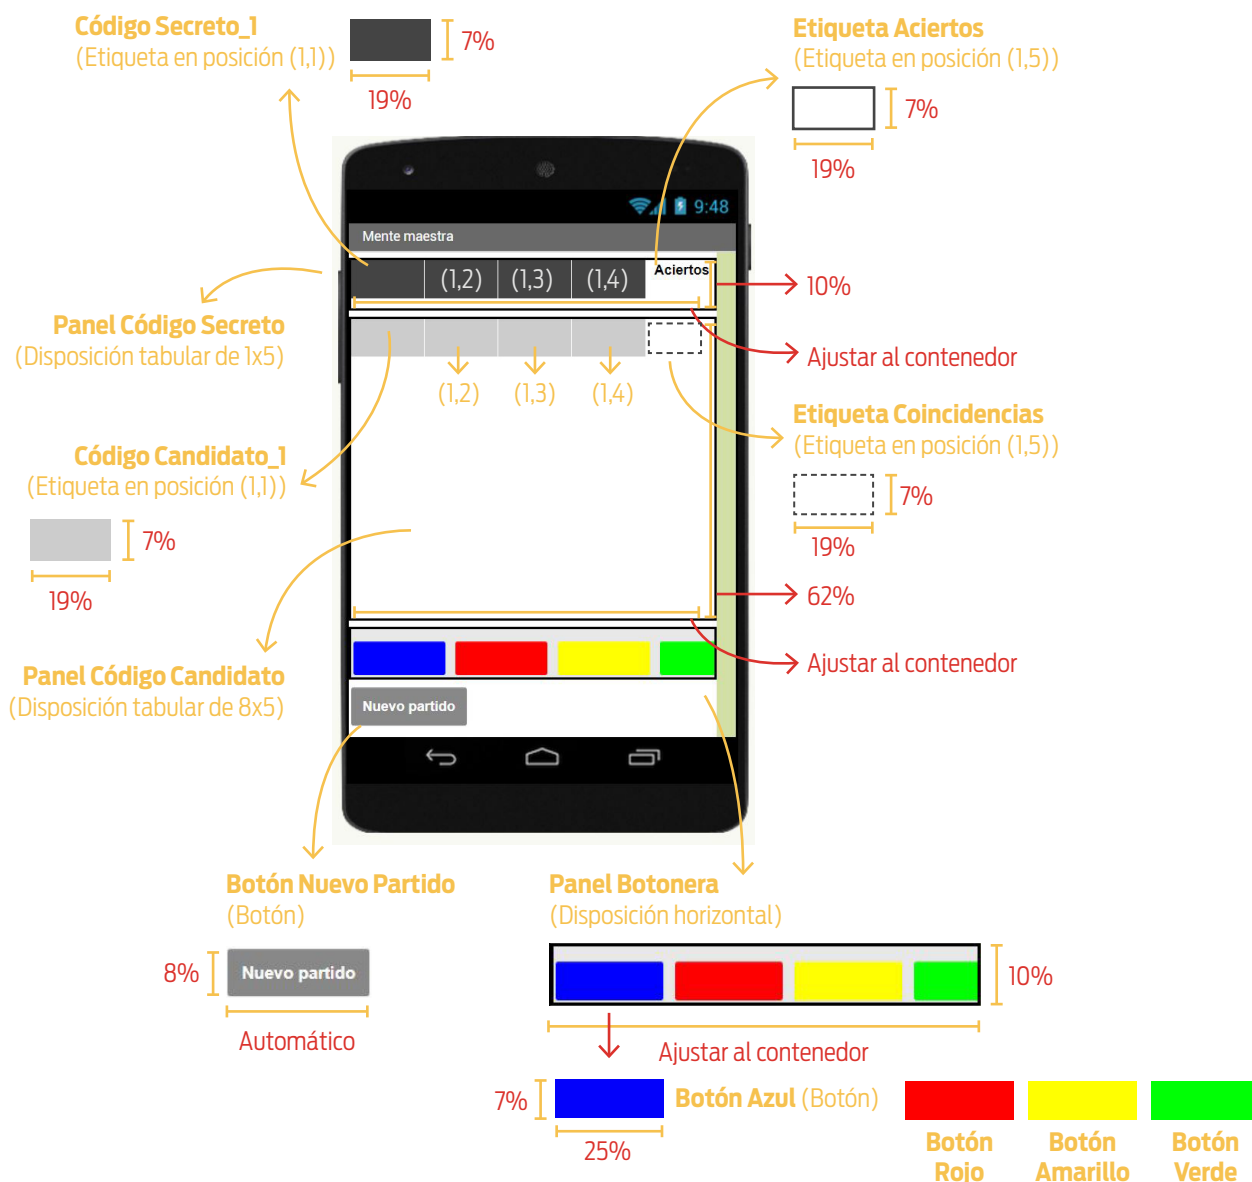 Código Secreto_1
(Etiqueta en posición (1,1))
7%
19%
Etiqueta Aciertos
(Etiqueta en posición (1,5))
7%
19%
9:48
Mente maestra
(1,2)
(1,3)
(1,4)
Aciertos
10%
Panel Código Secreto
(Disposición tabular de 1x5)
Ajustar al contenedor
(1,2)
(1,3)
(1,4)
Etiqueta Coincidencias
(Etiqueta en posición (1,5))
7%
19%
Código Candidato_1
(Etiqueta en posición (1,1))
7%
19%
62%
Ajustar al contenedor
Panel Código Candidato
(Disposición tabular de 8x5)
Nuevo partido
Botón Nuevo Partido
(Botón)
8%
Nuevo partido
Automático
Panel Botonera
(Disposición horizontal)
10%
Ajustar al contenedor
7%
25%
Botón Azul (Botón)
Botón
Rojo
Botón
Amarillo
Botón
Verde